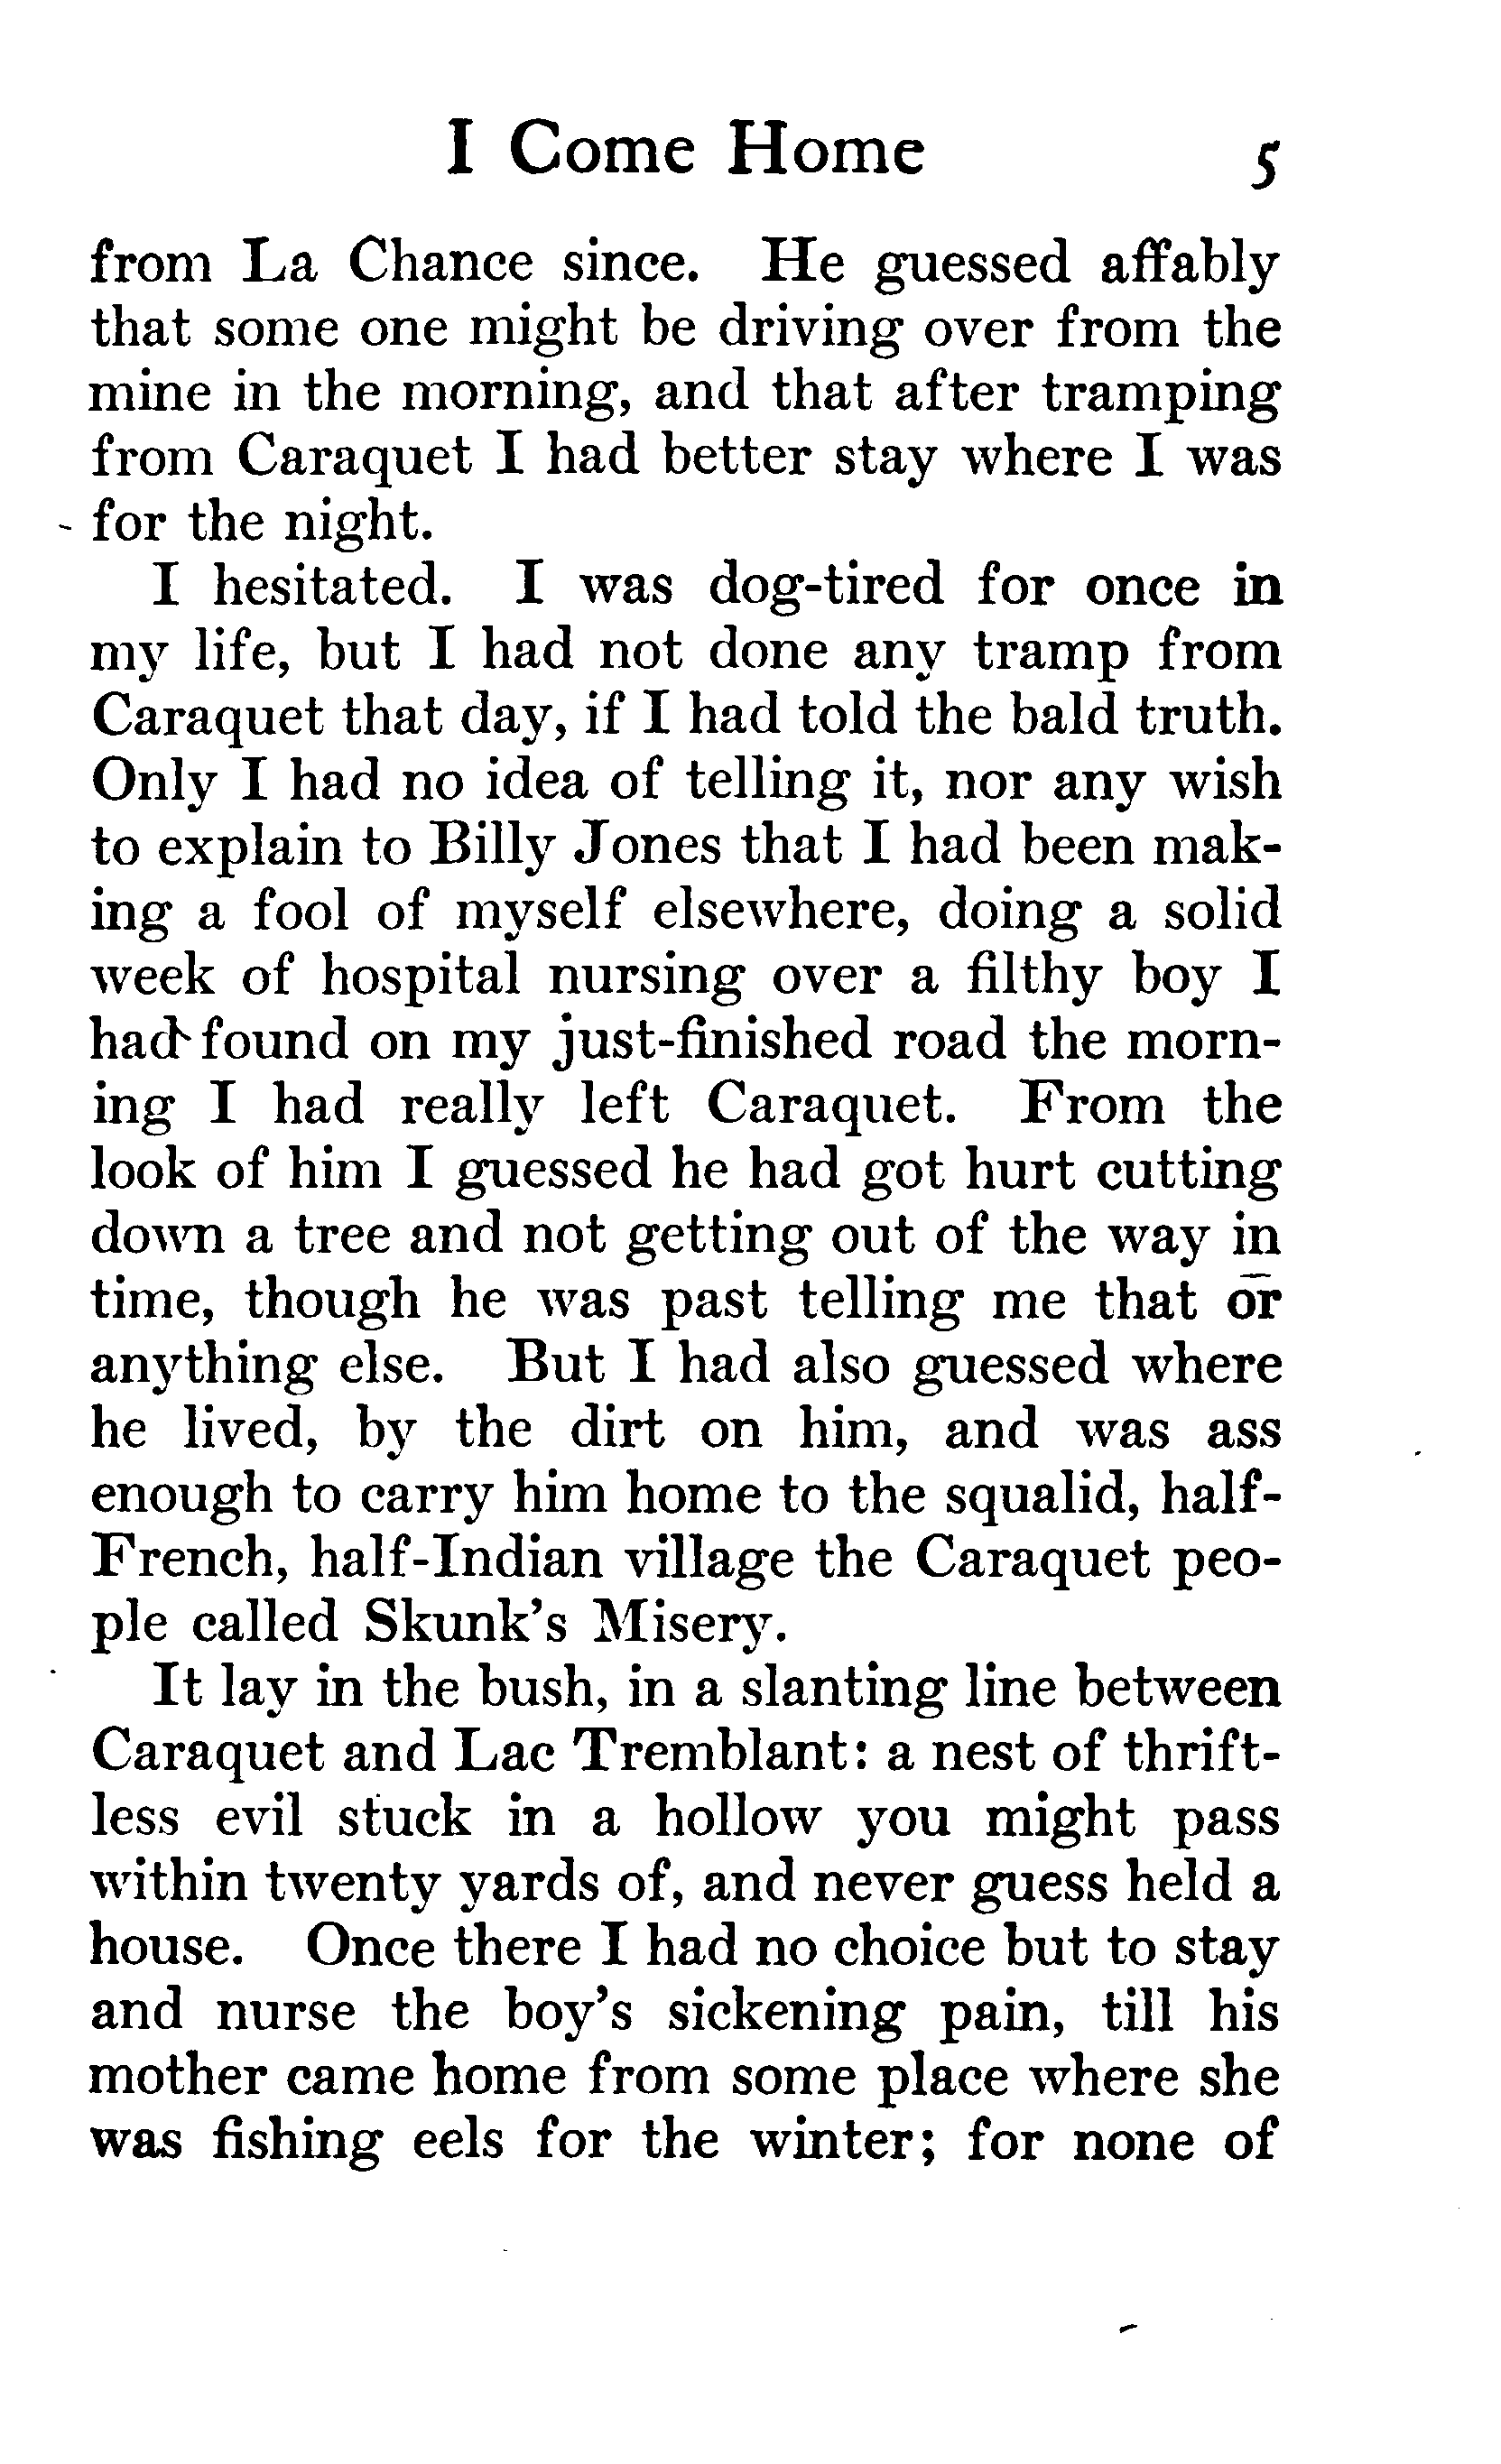 I Come Home 5
from La Chance since. He guessed affably
that some one might be driving over from the
mine in the morning, and that after tramping
from Caraquet I had better stay where I was
for the night.
I hesitated. I was dog-tired for once in
my life, but I had not done any tramp from
Caraquet that day, if I had told the bald truth.
Only I had no idea of telling it, nor any wish
to explain to Billy Jones that I had been mak-
ing a fool of myself elsewhere, doing a solid
week of hospital nursing over a filthy boy I
had found on my just-finished road the morn-
ing I had really left Caraquet. From the
look of him I guessed he had got hurt cutting
down a tree and not getting out of the way in
time, though he was past telling me that or
anything else. But I had also guessed where
he lived, by the dirt on him, and was ass
enough to carry him home to the squalid, half-
French, half-Indian village the Caraquet peo-
ple called Skunk's Misery.
It lay in the bush, in a slanting line between
Caraquet and Lac Tremblant: a nest of thrift-
less evil stuck in a hollow you might pass
within twenty yards of, and never guess held a
house. Once there I had no choice but to stay
and nurse the boy's sickening pain, till his
mother came home from some place where she
was fishing eels for the winter; for none of